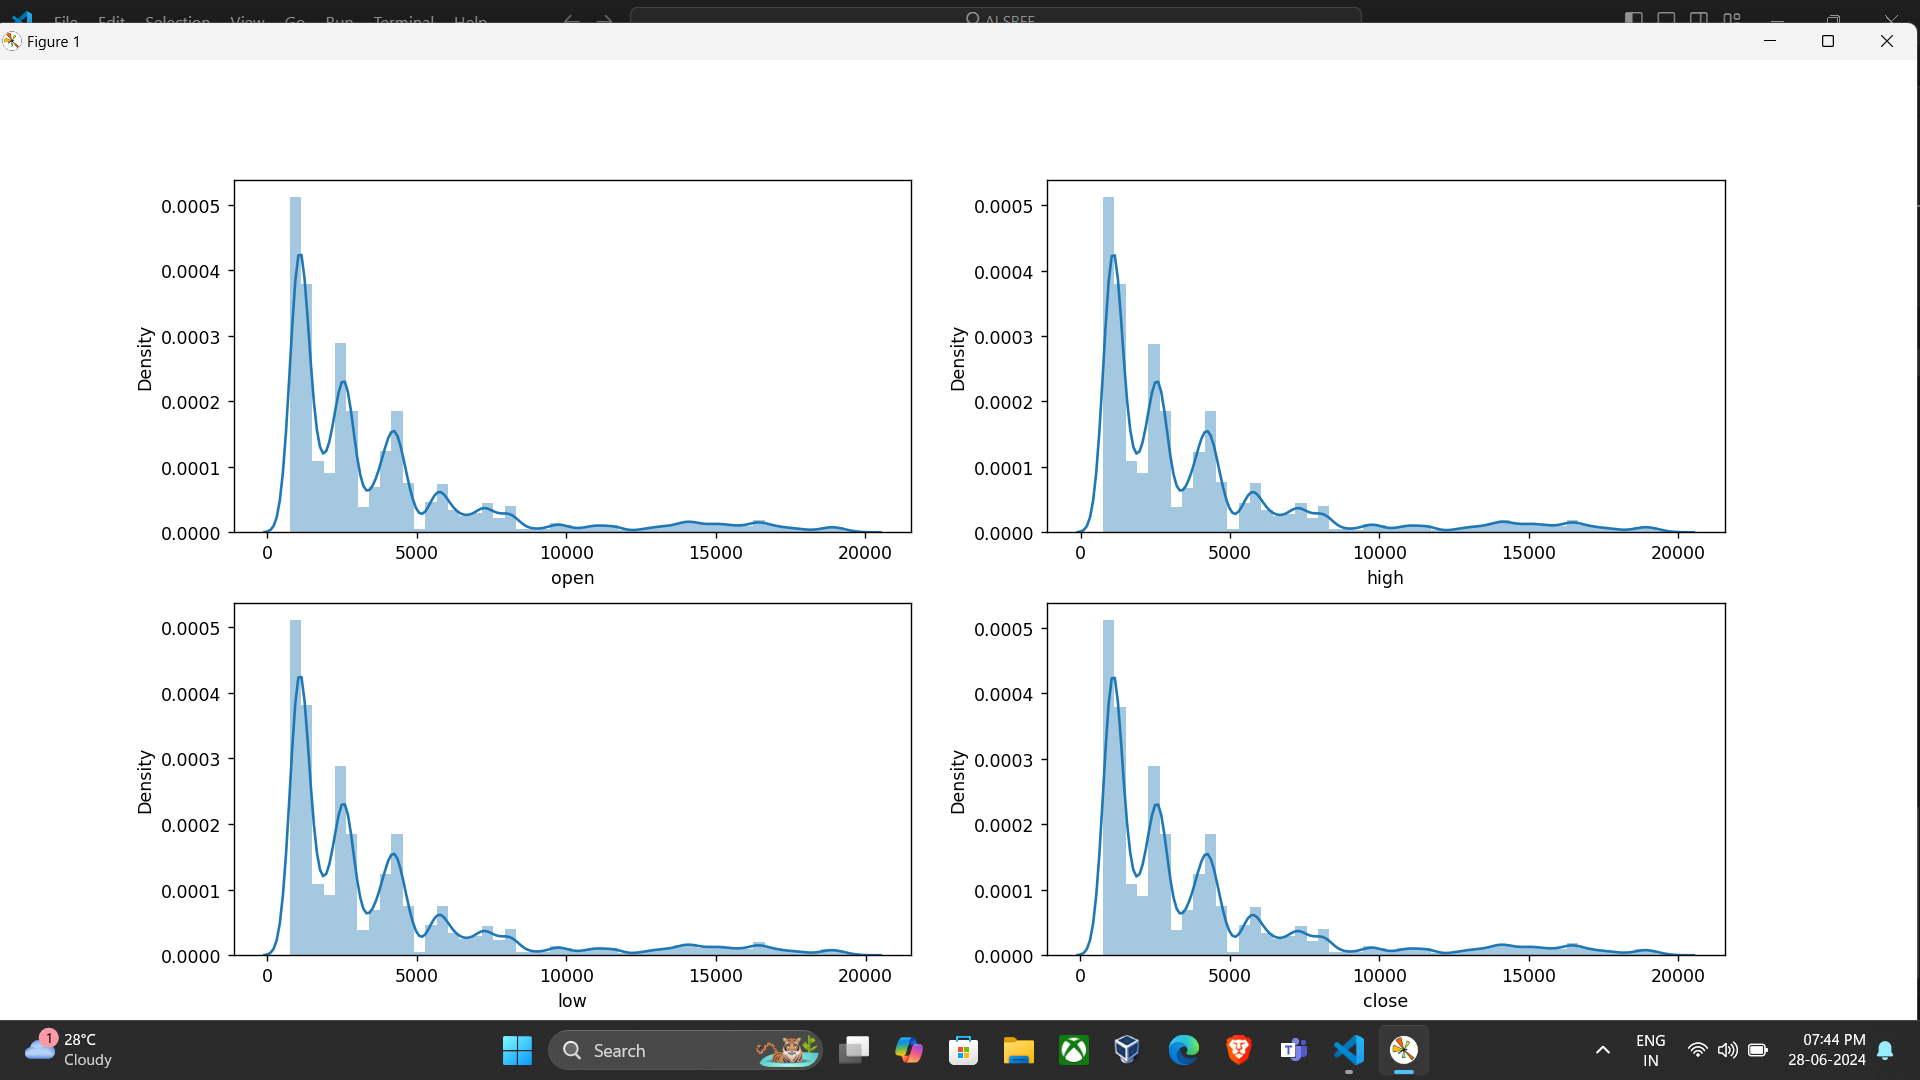 File Edit Selection View Go Run Terminal Help
ALSREE
Figure 1
0.0005
0.0004
0.0003
0.0002
0.0001
0.0000
Density
0 5000 10000 15000 20000
open
0.0005
0.0004
0.0003
0.0002
0.0001
0.0000
Density
0 5000 10000 15000 20000
high
0.0005
0.0004
0.0003
0.0002
0.0001
0.0000
Density
0 5000 10000 15000 20000
low
0.0005
0.0004
0.0003
0.0002
0.0001
0.0000
Density
0 5000 10000 15000 20000
close
1
28°C
Cloudy
Search
ENG
IN
07:44 PM
28-06-2024